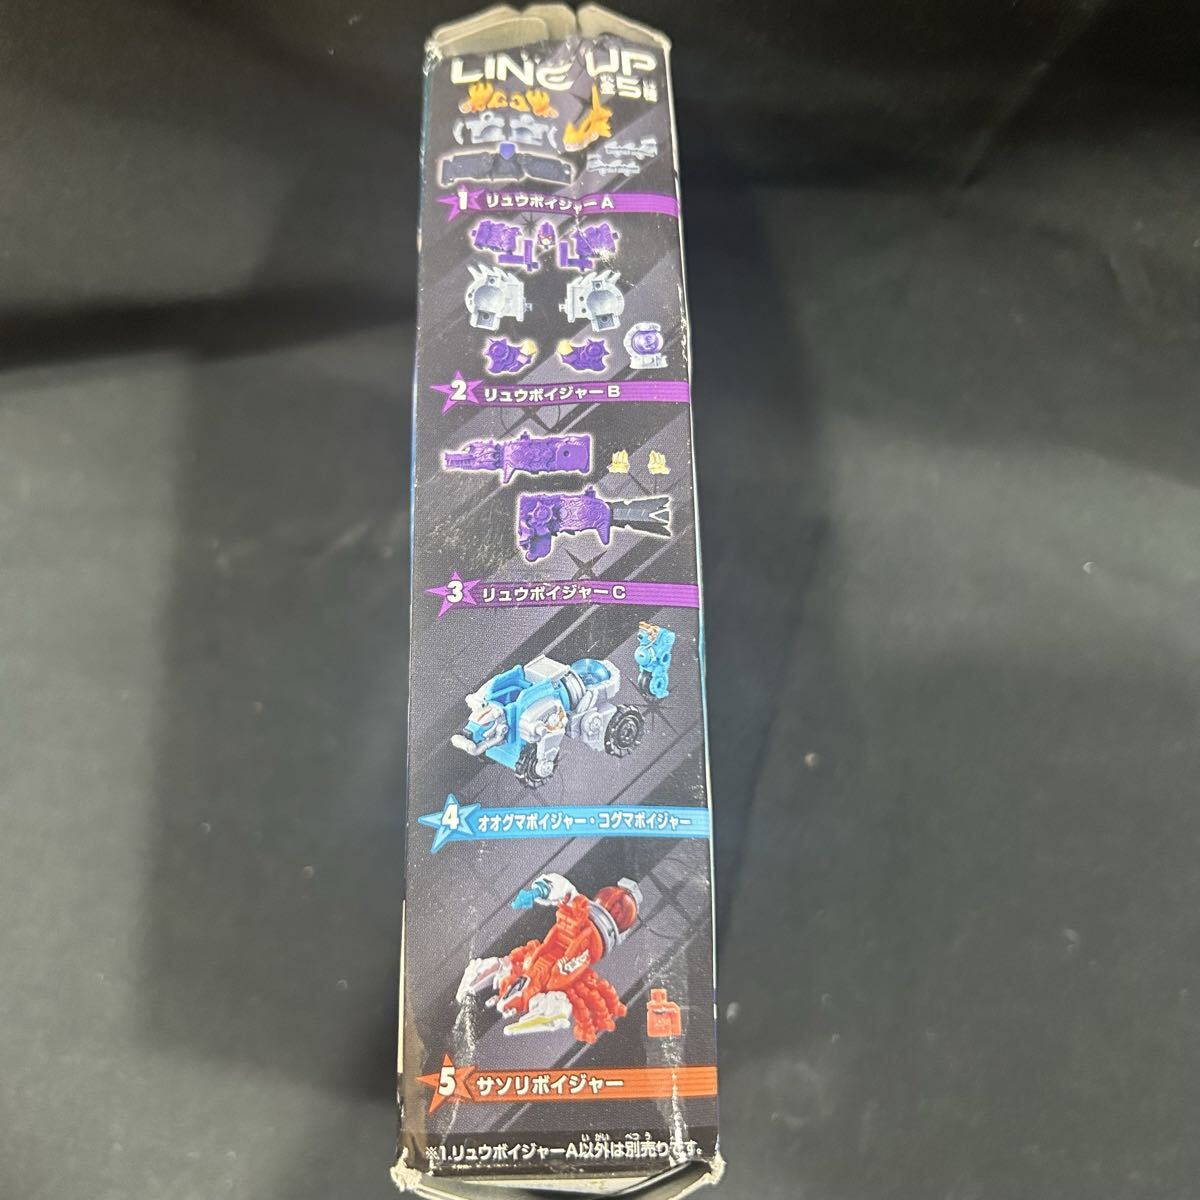 LINE UP
全5種
1 リュウボイジャーA
2 リュウボイジャーB
3 リュウボイジャーC
4 オオグマボイジャー・コグマボイジャー
5 サソリボイジャー
※1.リュウボイジャーA以外は別売りです。